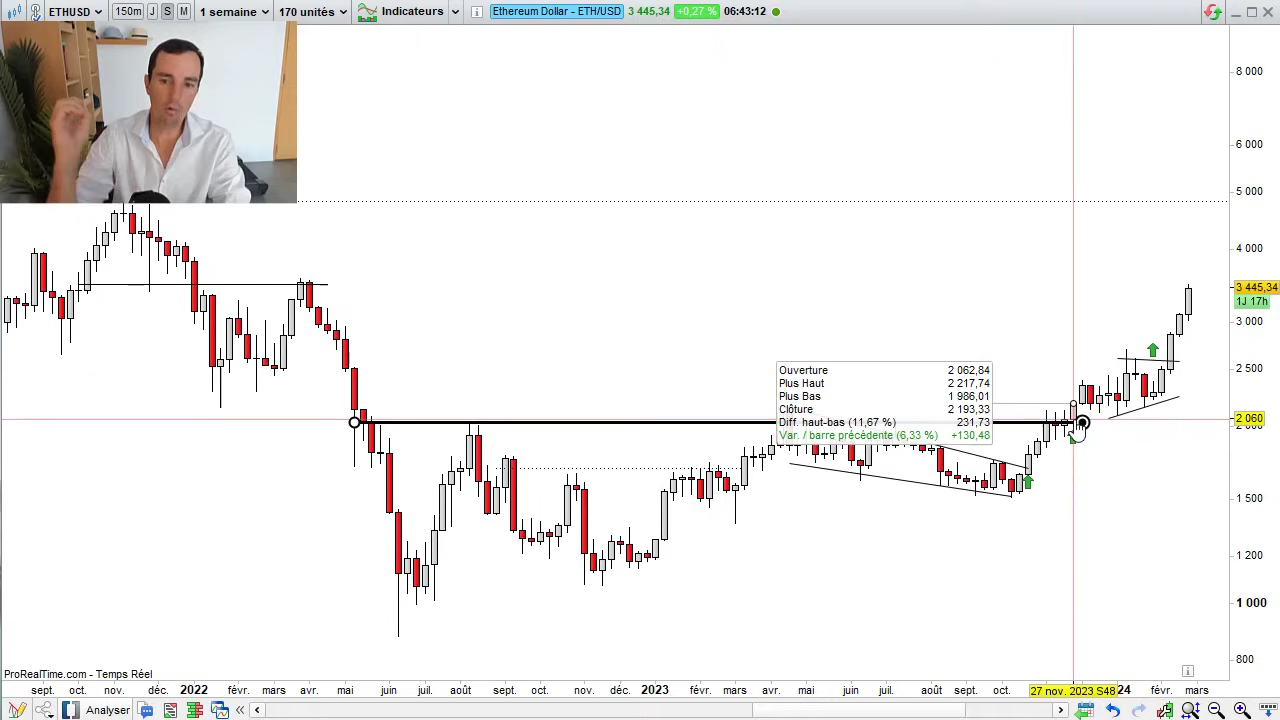 ETHUSD 150m J S M 1 semaine 170 unités Indicateurs Ethereum Dollar - ETH/USD 3 445,34 +0,27 % 06:43:12
8 000
6 000
5 000
4 000
3 445,34
1J 17h
3 000
2 500
Ouverture 2 062,84
Plus Haut 2 217,74
Plus Bas 1 986,01
Clôture 2 193,33
Diff. haut-bas (11,67 %) 231,73
Var. / barre précédente (6,33 %) +130,48
2 060
1 500
1 200
1 000
800
ProRealTime.com - Temps Réel
sept. oct. nov. déc. 2022 févr. mars avr. mai juin juil. août sept. oct. nov. déc. 2023 févr. mars avr. mai juin juil. août sept. oct. 27 nov. 2023 S48 24 févr. mars
Analyser